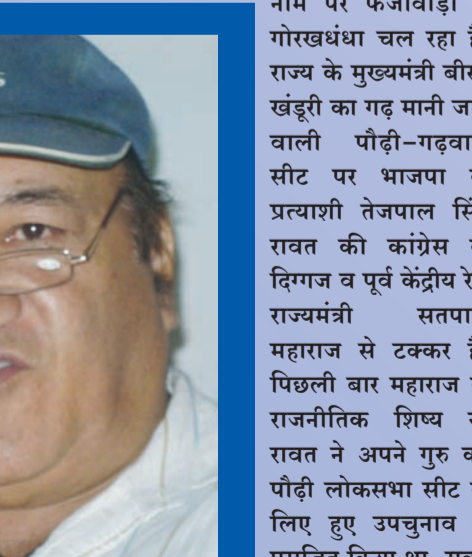 नाम पर फर्जीवाड़ा
गोरखधंधा चल रहा है
राज्य के मुख्यमंत्री
खंडूरी का गढ़ मानी
वाली पौढ़ी-गढ़वा
सीट पर भाजपा
प्रत्याशी तेजपाल
रावत की कांग्रेस
दिग्गज व पूर्व केंद्रीय
राज्यमंत्री सतपा
महाराज से टक्कर
पिछली बार महाराज
राजनीतिक शिष्य
रावत ने अपने गुरु
पौढ़ी लोकसभा सीट
लिए हुए उपचुनाव